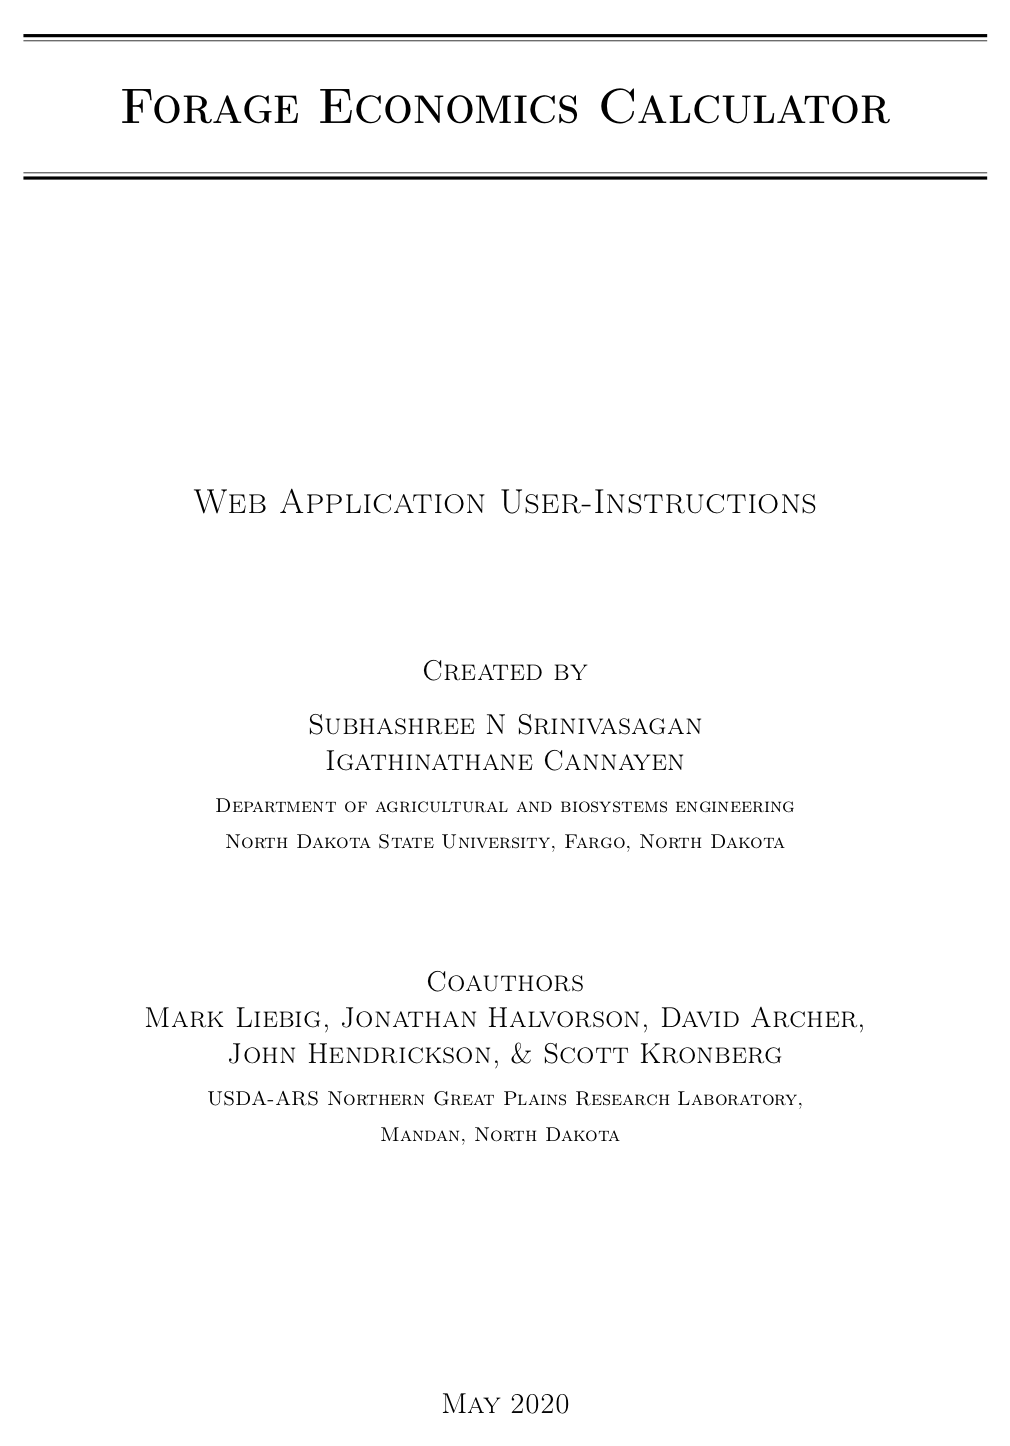 Forage Economics Calculator
Web Application User-Instructions
Created by
Subhashree N Srinivasagan
Igathinathane Cannayen
Department of agricultural and biosystems engineering
North Dakota State University, Fargo, North Dakota
Coauthors
Mark Liebig, Jonathan Halvorson, David Archer,
John Hendrickson, & Scott Kronberg
USDA-ARS Northern Great Plains Research Laboratory,
Mandan, North Dakota
May 2020